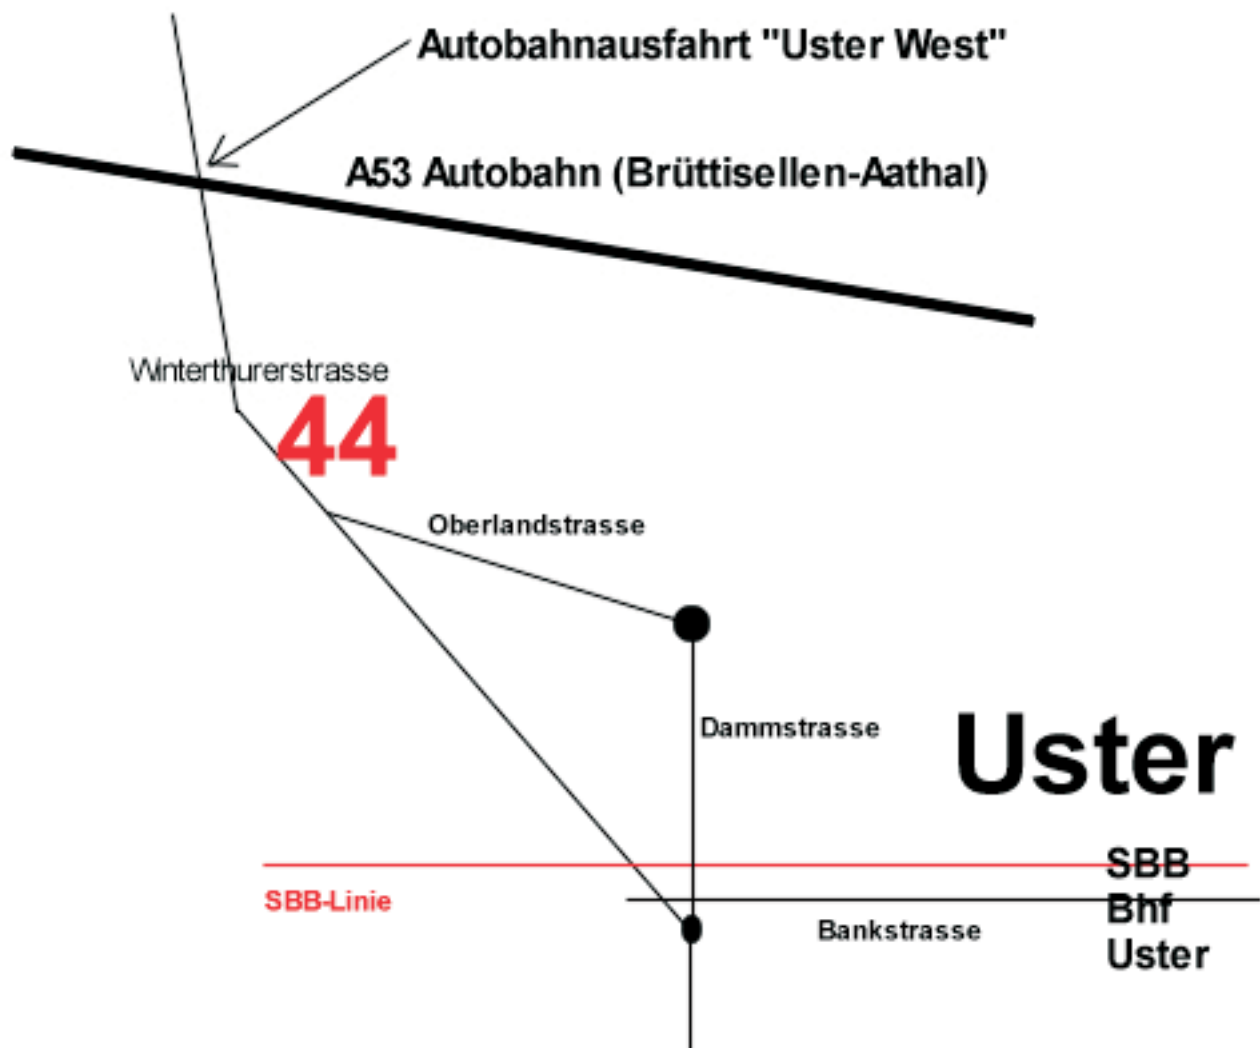 Autobahnausfahrt "Uster West"
A53 Autobahn (Brüttisellen-Aathal)
Winterthurerstrasse
44
Oberlandstrasse
Dammstrasse
Uster
SBB-Linie
Bankstrasse
SBB
Bhf
Uster